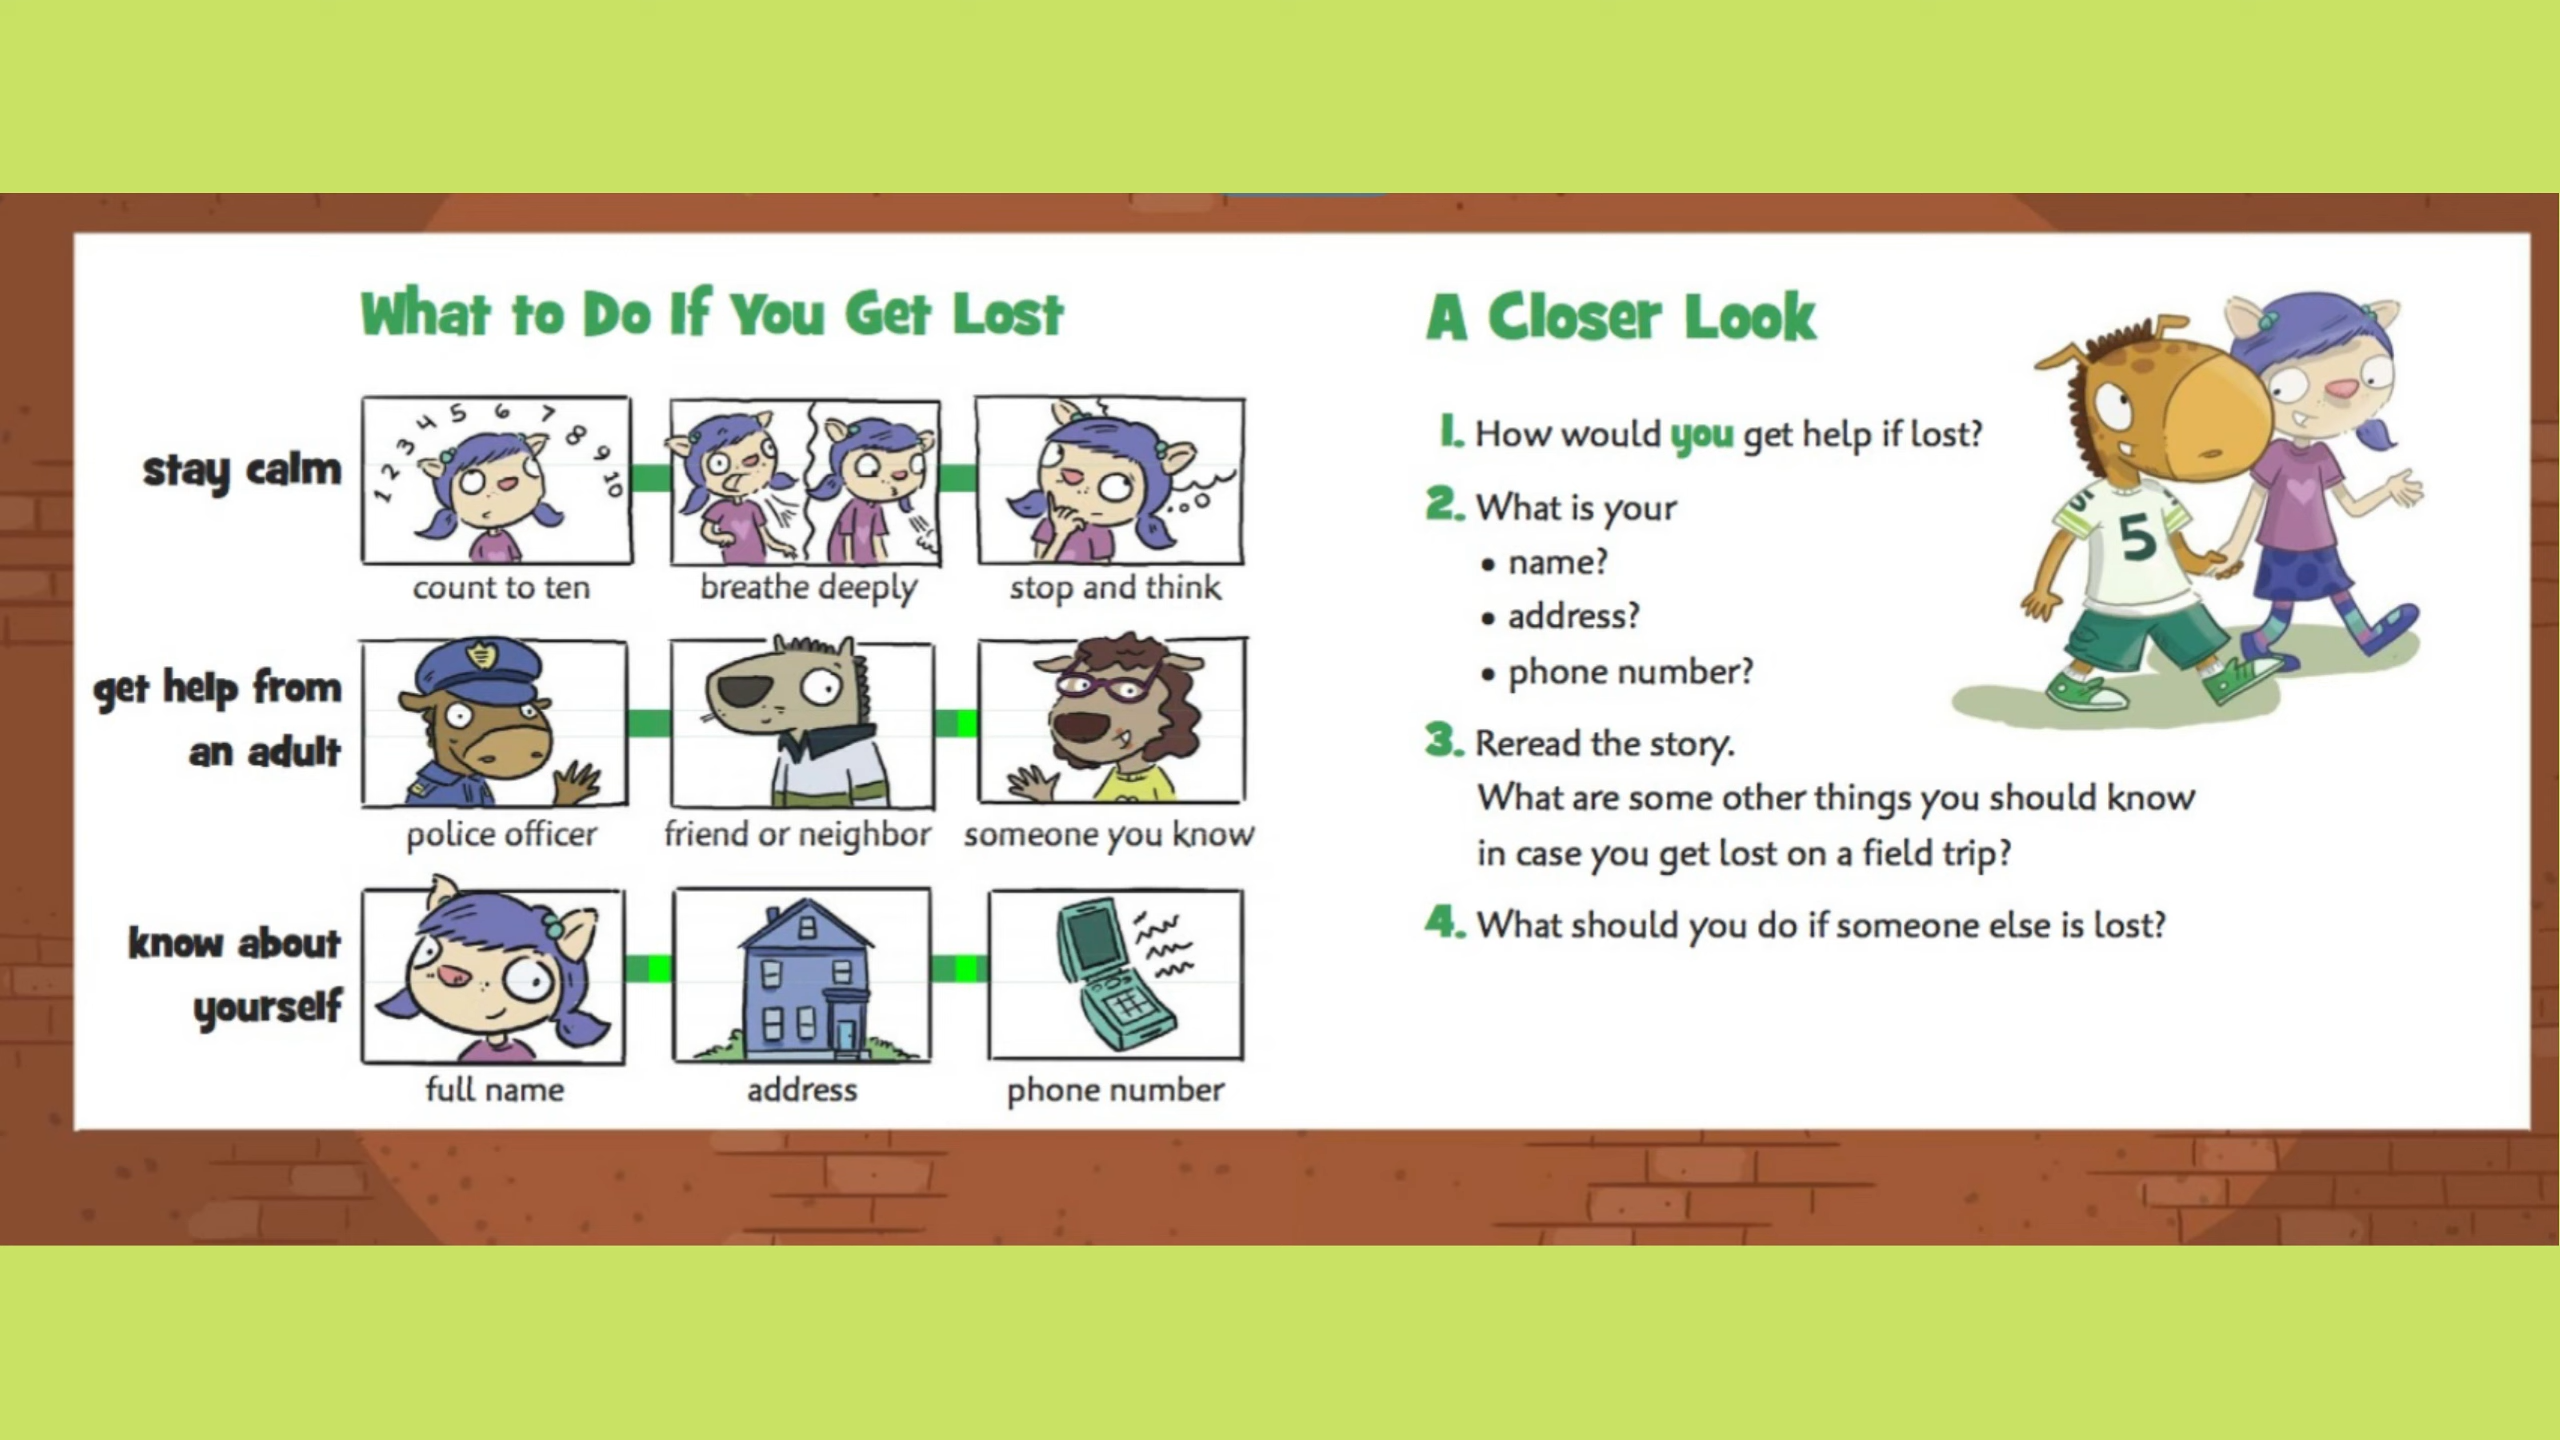 What to Do If You Get Lost
stay calm
1 2 3 4 5 6 7 8 9 10
count to ten
breathe deeply
stop and think
get help from
an adult
police officer
friend or neighbor
someone you know
know about
yourself
full name
address
phone number
A Closer Look
1. How would you get help if lost?
2. What is your
• name?
• address?
• phone number?
3. Reread the story.
What are some other things you should know
in case you get lost on a field trip?
4. What should you do if someone else is lost?
5
5